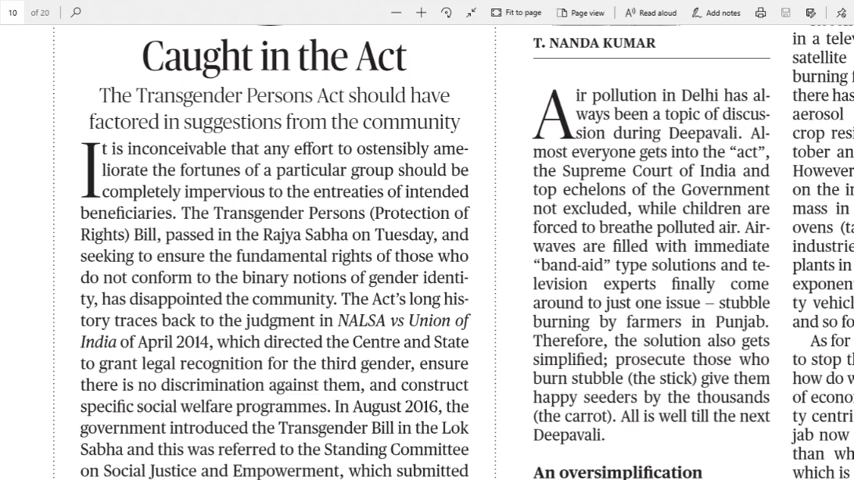 10 of 20
Fit to page
Page view
Read aloud
Add notes
Caught in the Act
The Transgender Persons Act should have
factored in suggestions from the community
It is inconceivable that any effort to ostensibly ame-
liorate the fortunes of a particular group should be
completely impervious to the entreaties of intended
beneficiaries. The Transgender Persons (Protection of
Rights) Bill, passed in the Rajya Sabha on Tuesday, and
seeking to ensure the fundamental rights of those who
do not conform to the binary notions of gender identi-
ty, has disappointed the community. The Act's long his-
tory traces back to the judgment in NALSA vs Union of
India of April 2014, which directed the Centre and State
to grant legal recognition for the third gender, ensure
there is no discrimination against them, and construct
specific social welfare programmes. In August 2016, the
government introduced the Transgender Bill in the Lok
Sabha and this was referred to the Standing Committee
on Social Justice and Empowerment, which submitted
T. NANDA KUMAR
Air pollution in Delhi has al-
ways been a topic of discus-
sion during Deepavali. Al-
most everyone gets into the “act”,
the Supreme Court of India and
top echelons of the Government
not excluded, while children are
forced to breathe polluted air. Air-
waves are filled with immediate
“band-aid” type solutions and te-
levision experts finally come
around to just one issue – stubble
burning by farmers in Punjab.
Therefore, the solution also gets
simplified; prosecute those who
burn stubble (the stick) give them
happy seeders by the thousands
(the carrot). All is well till the next
Deepavali.
An oversimplification
in a tele
satellite
burning f
there has
aerosol
crop resi
tober an
However
on the i
mass in
ovens (ta
industrie
plants in
exponent
ty vehicl
and so fo
As for
to stop t
how do w
of econo
ty centri
jab now
than wh
which is